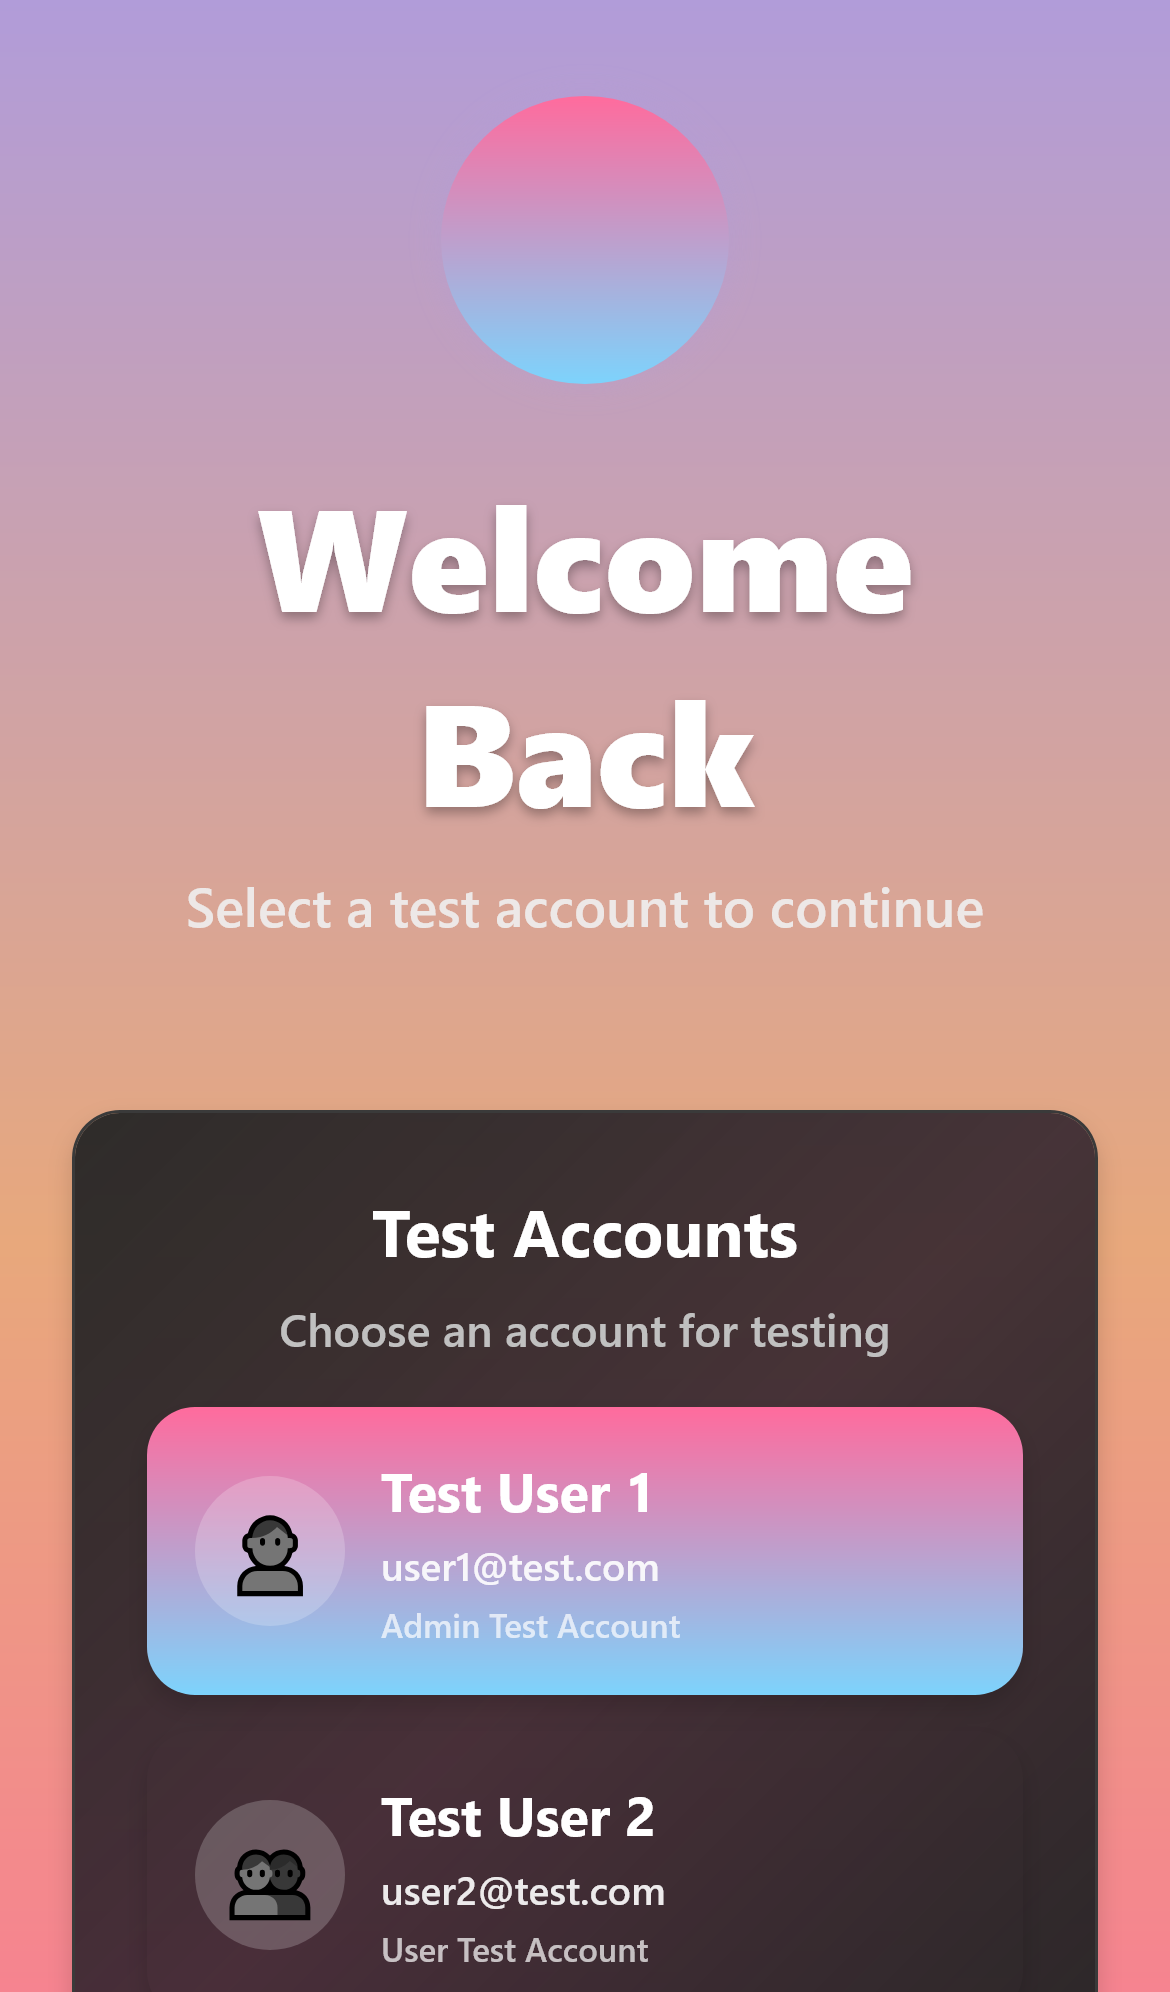 Welcome
Back
Select a test account to continue
Test Accounts
Choose an account for testing
Test User 1
user1@test.com
Admin Test Account
Test User 2
user2@test.com
User Test Account